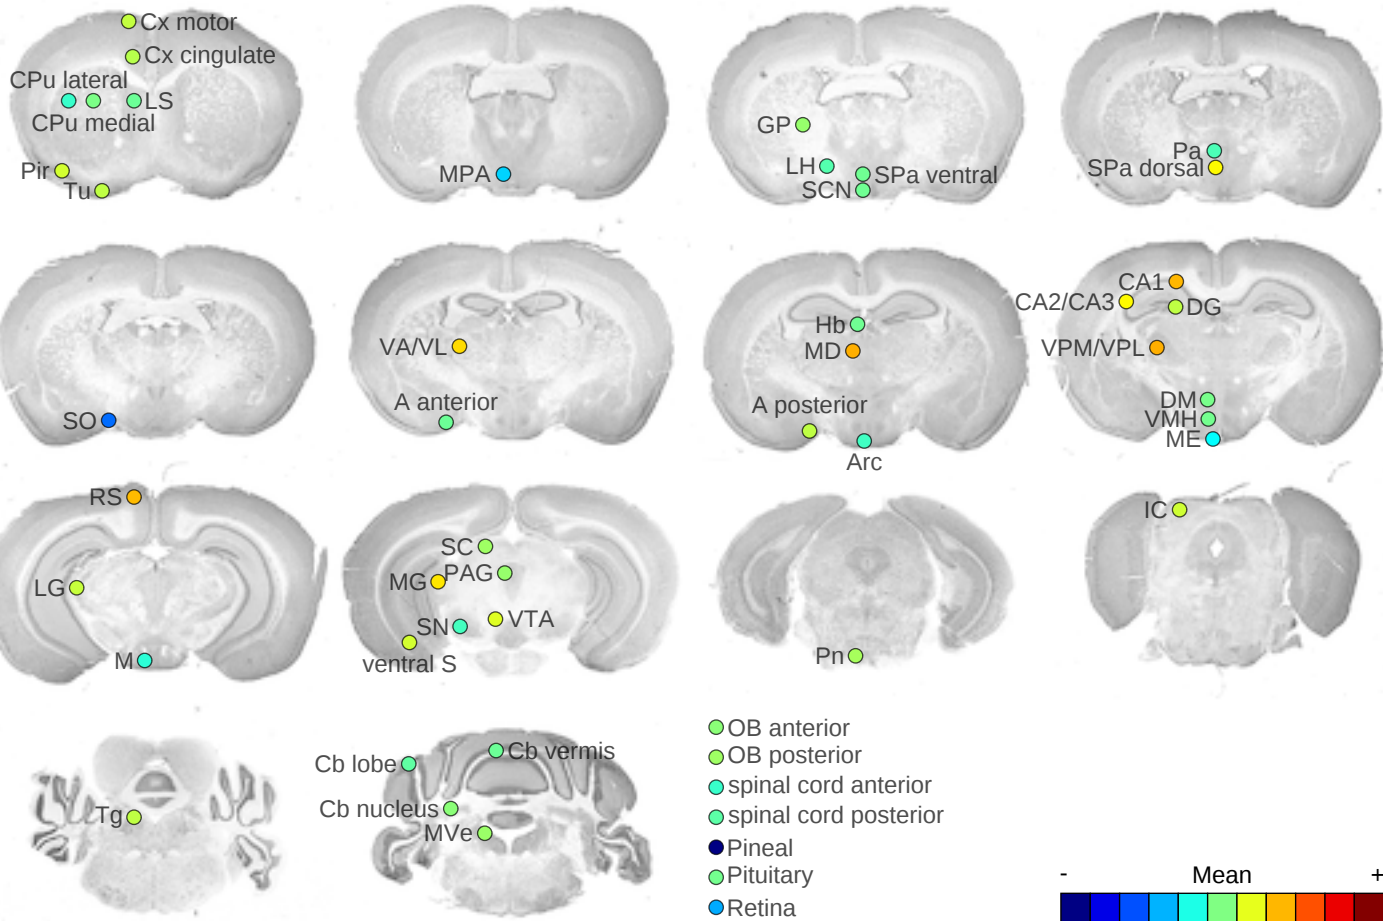 Cx motor
Cx cingulate
CPu lateral
LS
CPu medial
Pir
Tu
MPA
GP
LH
SPa ventral
SCN
Pa
SPa dorsal
SO
VA/VL
A anterior
Hb
MD
A posterior
Arc
CA1
CA2/CA3
DG
VPM/VPL
DM
VMH
ME
RS
LG
M
SC
PAG
MG
SN
VTA
ventral S
Pn
IC
Tg
Cb lobe
Cb vermis
Cb nucleus
MVe
OB anterior
OB posterior
spinal cord anterior
spinal cord posterior
Pineal
Pituitary
Retina
- Mean +